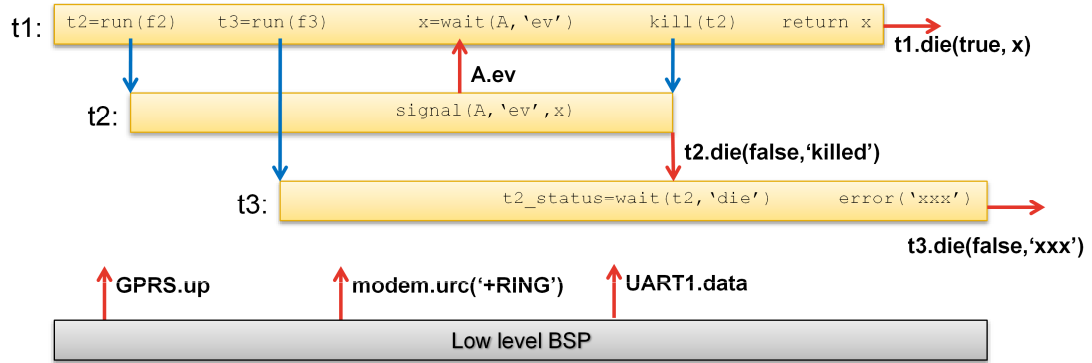 t1: t2=run(f2) t3=run(f3) x=wait(A,‘ev’) kill(t2) return x
t1.die(true, x)
A.ev
t2: signal(A,‘ev’,x)
t2.die(false,‘killed’)
t3: t2_status=wait(t2,‘die’) error(‘xxx’)
t3.die(false,‘xxx’)
GPRS.up modem.urc(‘+RING’) UART1.data
Low level BSP